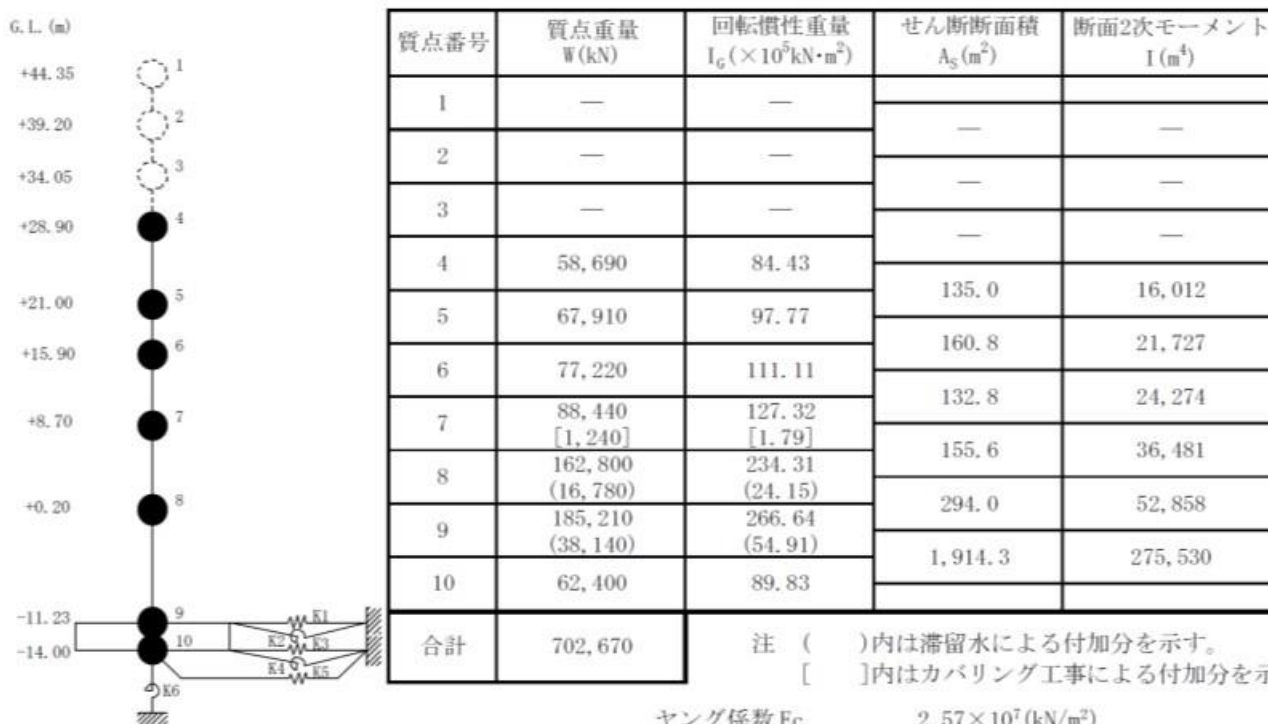 G.L.(m)
+44.35
1
+39.20
2
+34.05
3
+28.90
4
+21.00
5
+15.90
6
+8.70
7
+0.20
8
-11.23
9
K1
K2
K3
-14.00
10
K4
K5
K6
質点番号 質点重量 W(kN) 回転慣性重量 I_G(×10⁵kN・m²) せん断断面積 A_S(m²) 断面2次モーメント I(m⁴)
1 — —
— —
2 — —
— —
3 — —
— —
4 58,690 84.43
135.0 16,012
5 67,910 97.77
160.8 21,727
6 77,220 111.11
132.8 24,274
7 88,440 [1,240] 127.32 [1.79]
155.6 36,481
8 162,800 (16,780) 234.31 (24.15)
294.0 52,858
9 185,210 (38,140) 266.64 (54.91)
1,914.3 275,530
10 62,400 89.83
合計 702,670
注 ( )内は滞留水による付加分を示す。
[ ]内はカバリング工事による付加分を示
ヤング係数Ec 2.57×10⁷(kN/m²)